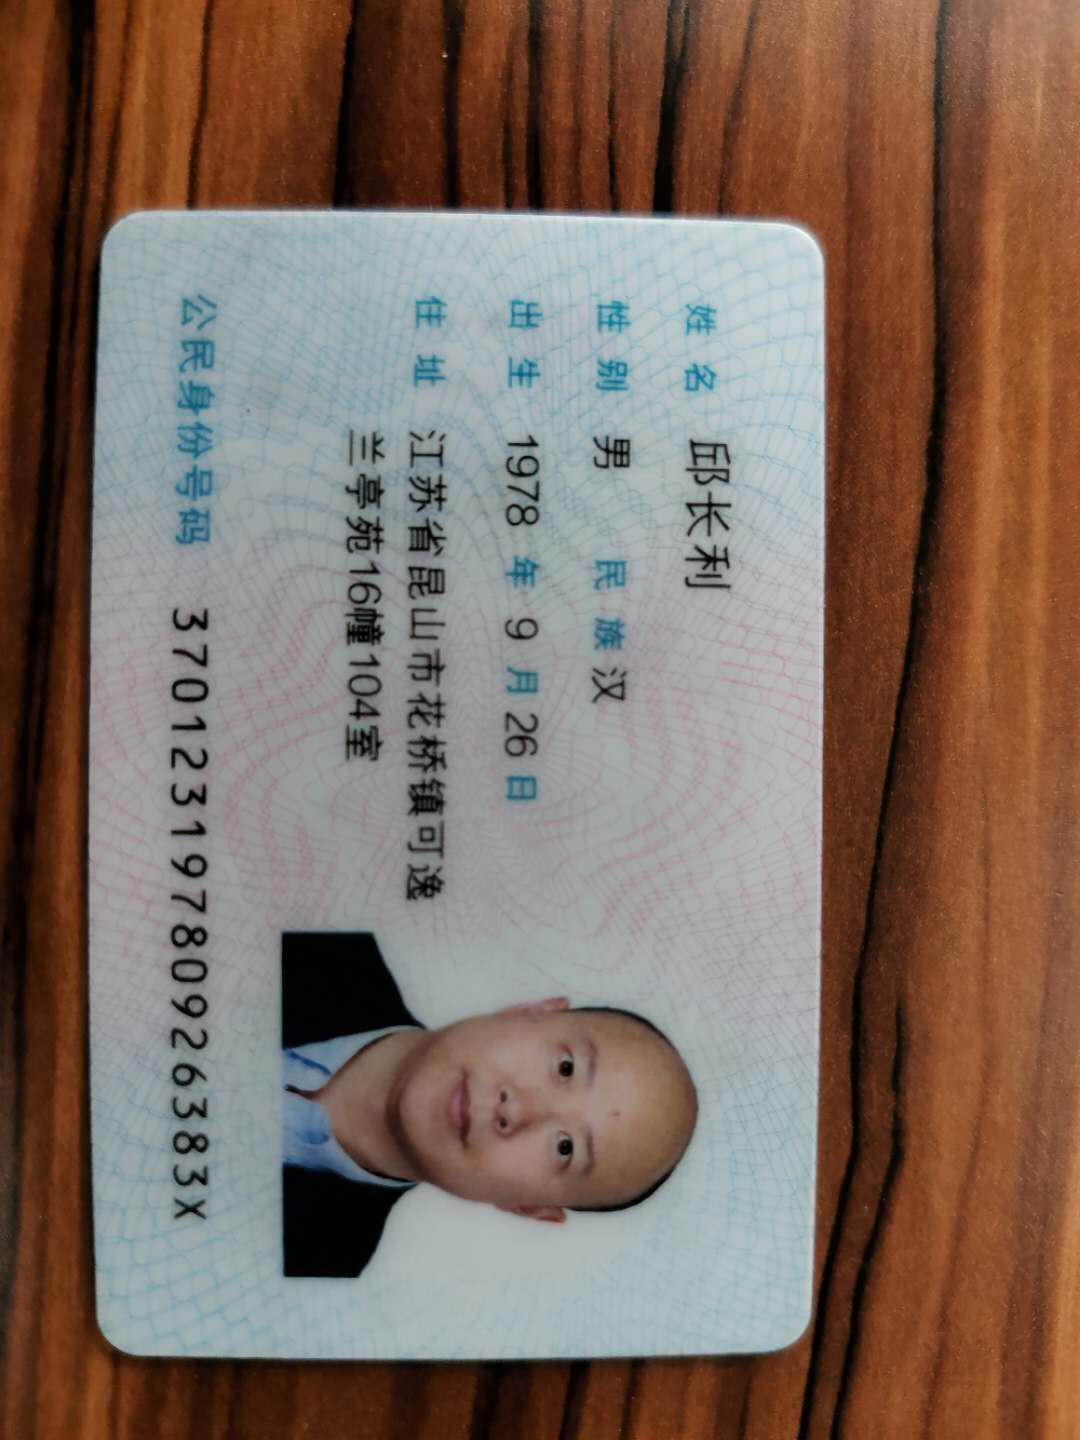 姓名 邱长利
性别 男 民族 汉
出生 1978 年 9 月 26 日
住址 江苏省昆山市花桥镇可逸
兰亭苑16幢104室
公民身份号码 37012319780926383X